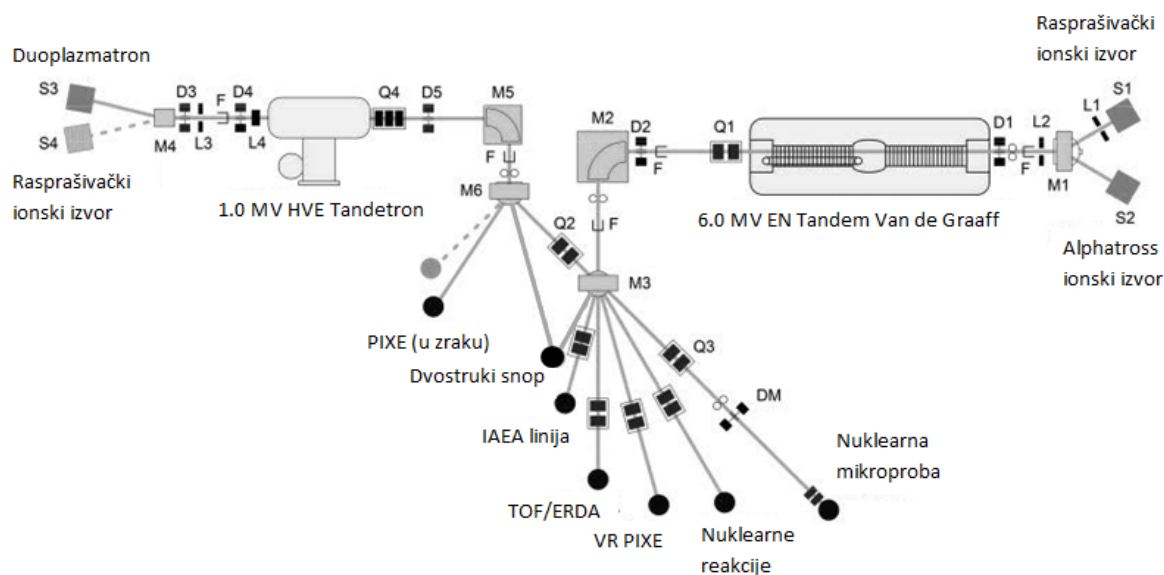 Duoplazmatron
S3
S4
M4
D3
L3
F
D4
L4
Q4
D5
M5
Rasprašivački
ionski izvor
1.0 MV HVE Tandetron
F
M6
Q2
M2
D2
F
Q1
F
M3
6.0 MV EN Tandem Van de Graaff
D1
F
L2
M1
L1
S1
S2
Rasprašivački
ionski izvor
Alphatross
ionski izvor
PIXE (u zraku)
Dvostruki snop
IAEA linija
TOF/ERDA
VR PIXE
Nuklearne
reakcije
Q3
DM
Nuklearna
mikroproba